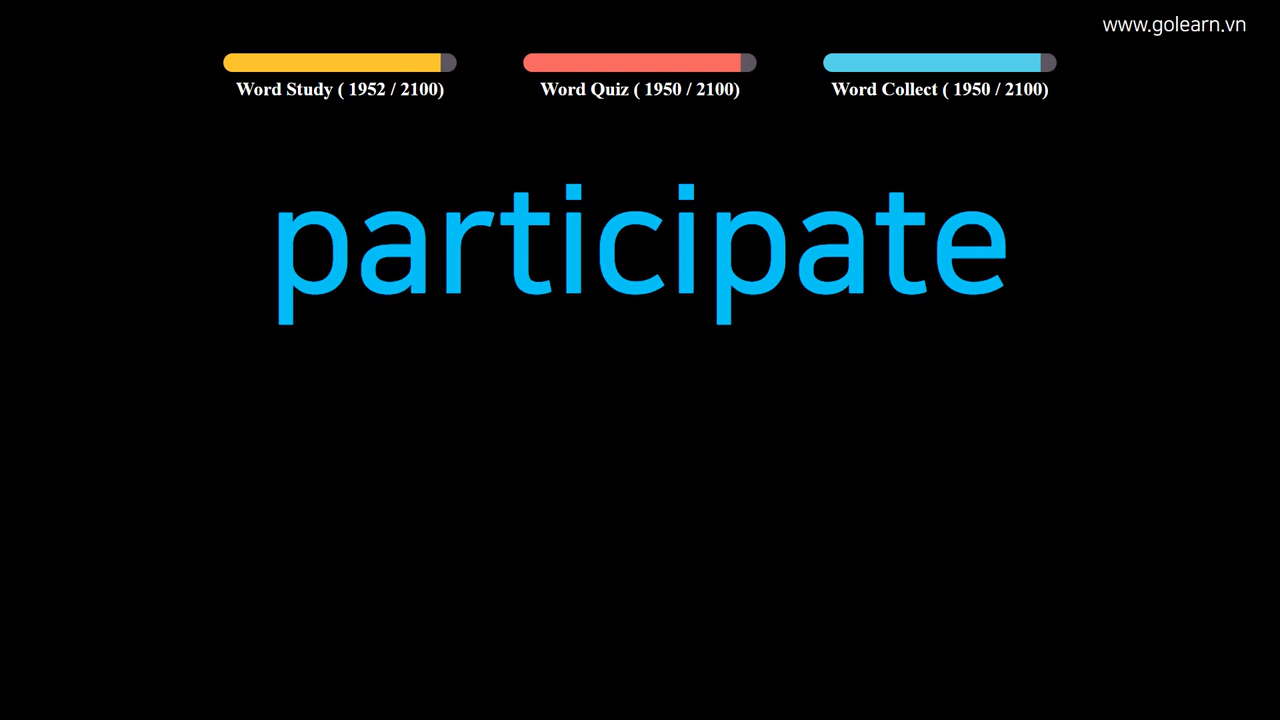 www.golearn.vn
Word Study ( 1952 / 2100)
Word Quiz ( 1950 / 2100)
Word Collect ( 1950 / 2100)
participate